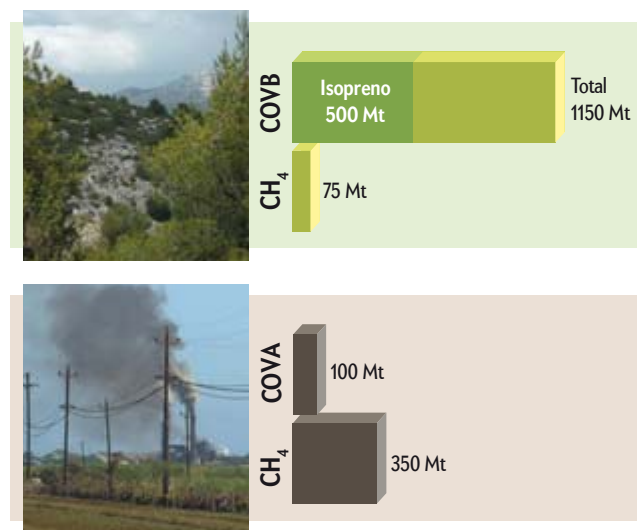 COVB
Isopreno
500 Mt
Total
1150 Mt
CH₄
75 Mt
COVA
100 Mt
CH₄
350 Mt